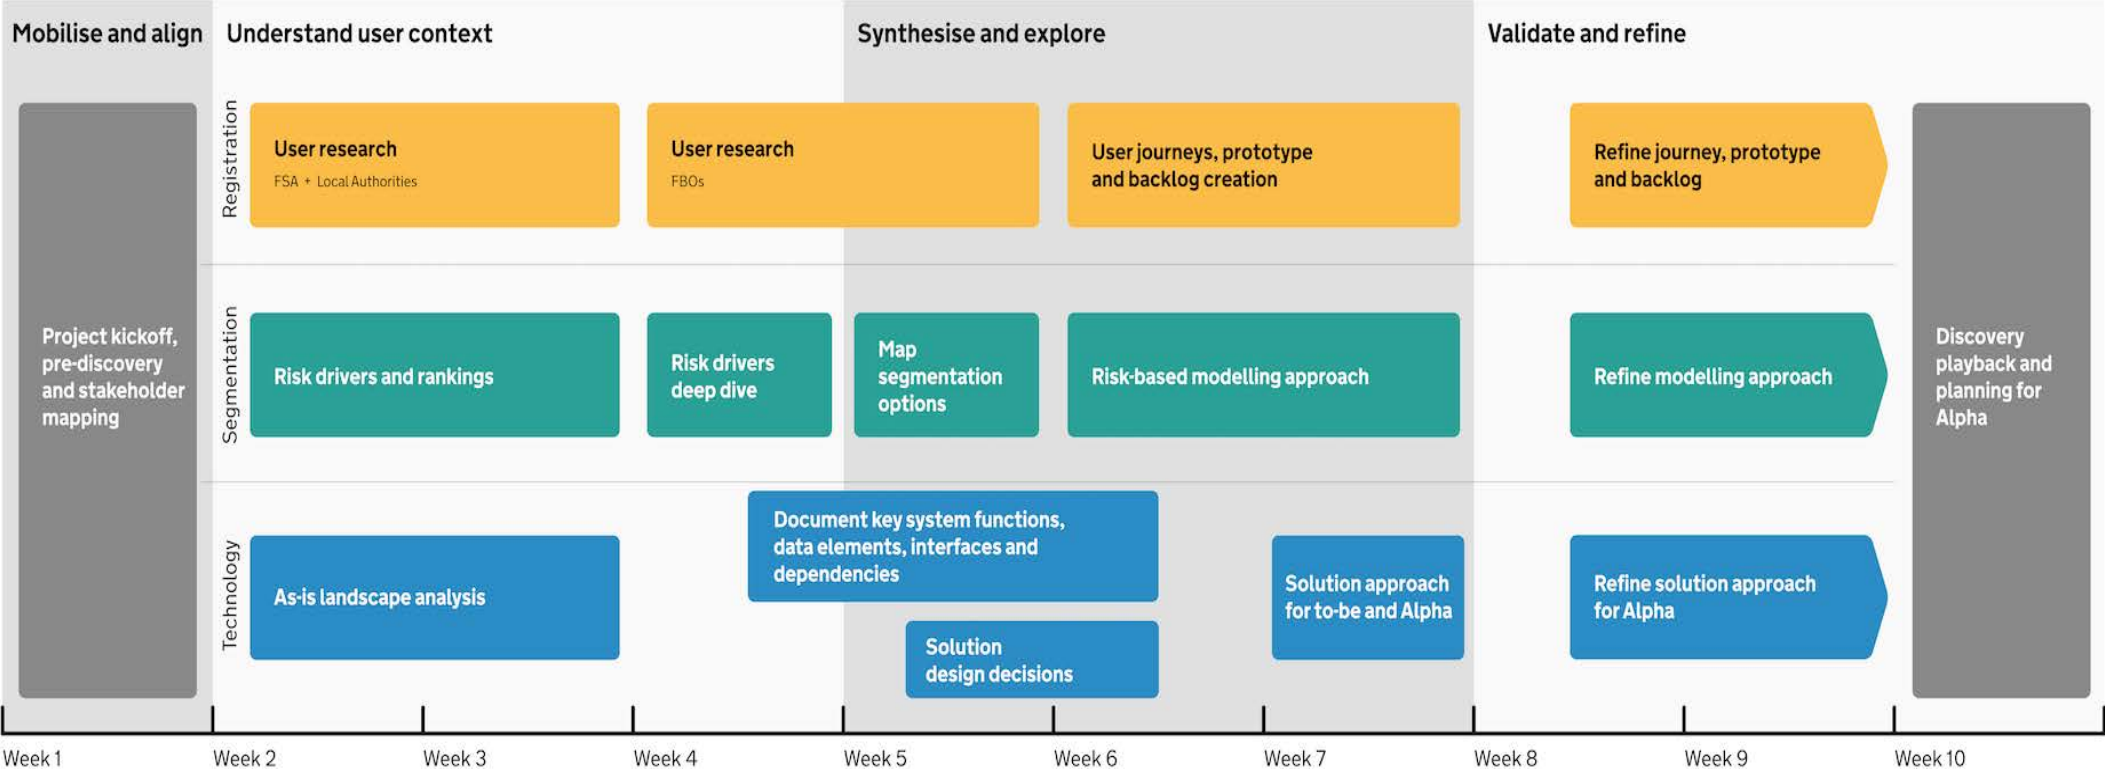 Mobilise and align
Understand user context
Synthesise and explore
Validate and refine
Project kickoff,
pre-discovery
and stakeholder
mapping
Registration
User research
FSA + Local Authorities
User research
FBOs
User journeys, prototype
and backlog creation
Refine journey, prototype
and backlog
Segmentation
Risk drivers and rankings
Risk drivers
deep dive
Map
segmentation
options
Risk-based modelling approach
Refine modelling approach
Technology
As-is landscape analysis
Document key system functions,
data elements, interfaces and
dependencies
Solution
design decisions
Solution approach
for to-be and Alpha
Refine solution approach
for Alpha
Discovery
playback and
planning for
Alpha
Week 1
Week 2
Week 3
Week 4
Week 5
Week 6
Week 7
Week 8
Week 9
Week 10